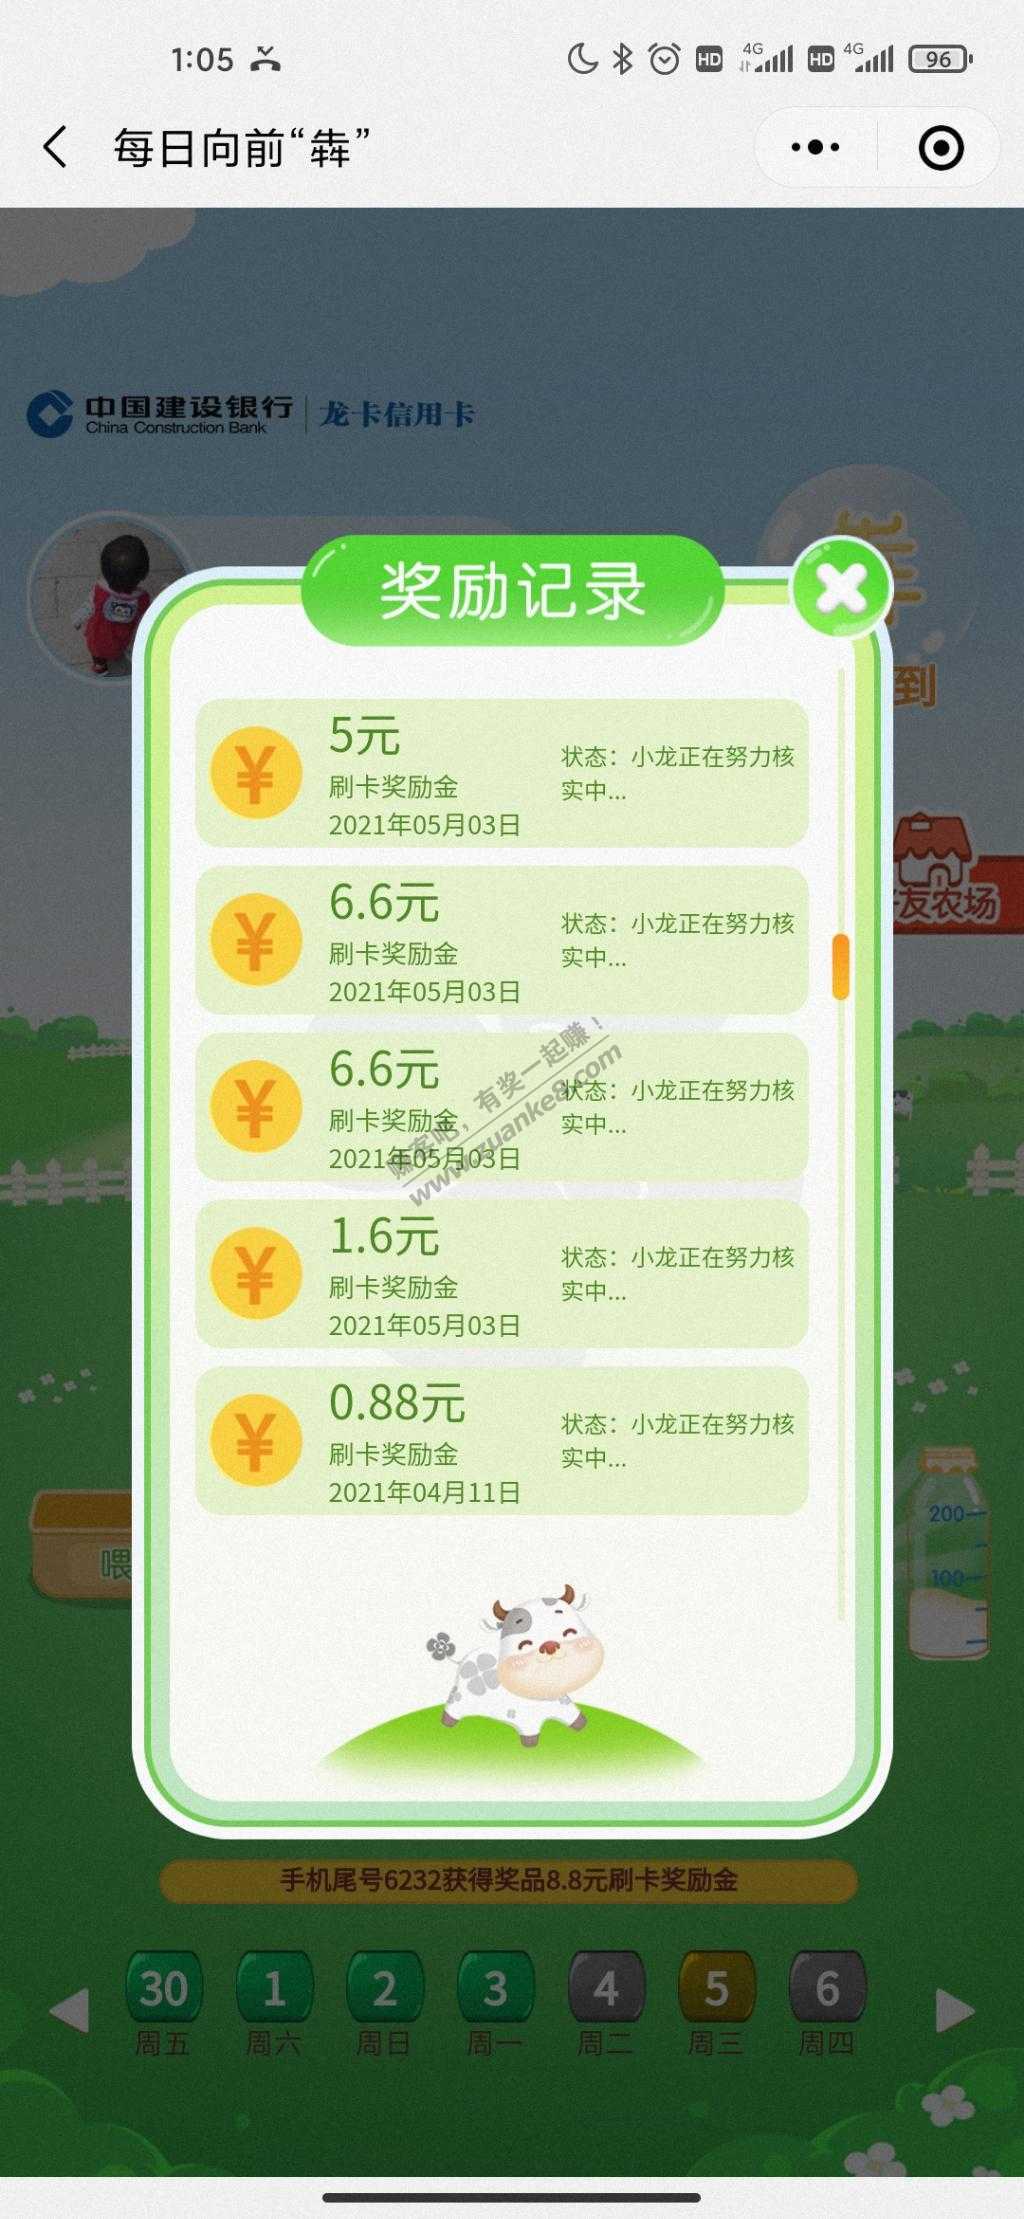 1:05
HD 4G HD 4G 96
每日向前“犇”
中国建设银行 龙卡信用卡
China Construction Bank
奖励记录
到
5元
刷卡奖励金
2021年05月03日
状态：小龙正在努力核
实中...
6.6元
刷卡奖励金
2021年05月03日
状态：小龙正在努力核
实中...
友农场
6.6元
刷卡奖励金
2021年05月03日
状态：小龙正在努力核
实中...
赚客吧，有奖一起赚！
www.zuanke8.com
1.6元
刷卡奖励金
2021年05月03日
状态：小龙正在努力核
实中...
0.88元
刷卡奖励金
2021年04月11日
状态：小龙正在努力核
实中...
喂
200
100
手机尾号6232获得奖品8.8元刷卡奖励金
30 1 2 3 4 5 6
周五 周六 周日 周一 周二 周三 周四